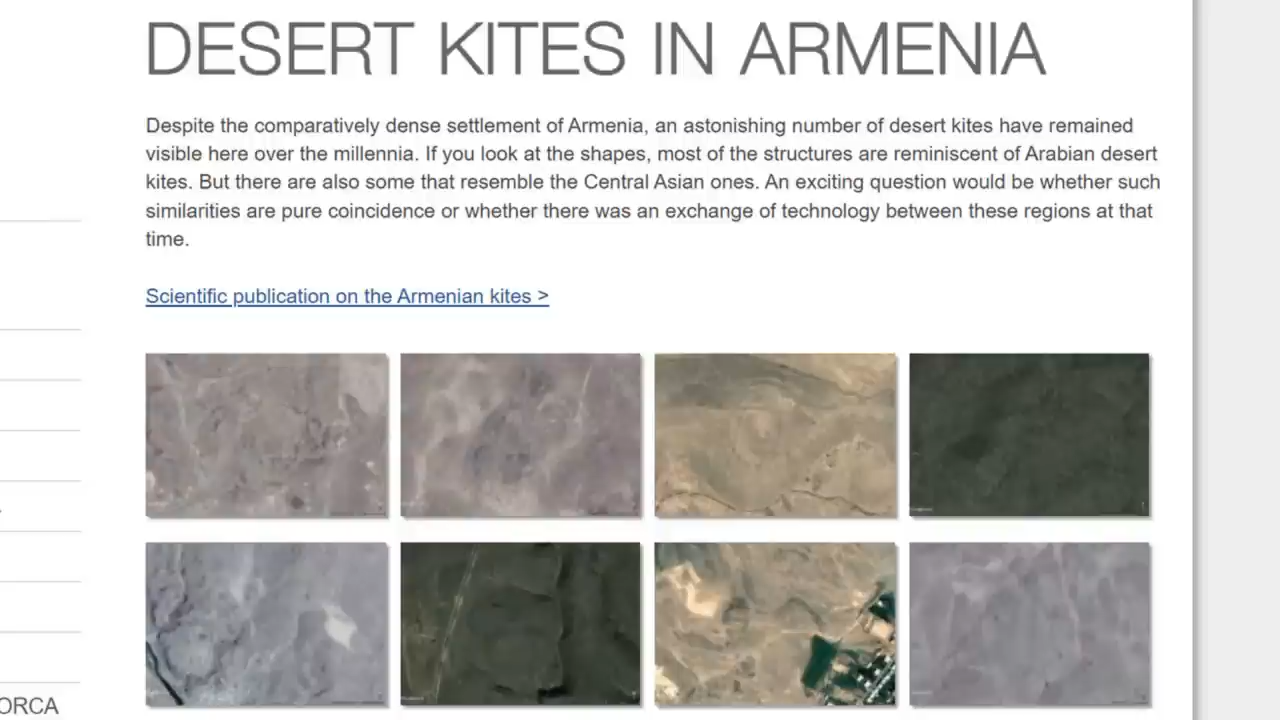 DESERT KITES IN ARMENIA
Despite the comparatively dense settlement of Armenia, an astonishing number of desert kites have remained
visible here over the millennia. If you look at the shapes, most of the structures are reminiscent of Arabian desert
kites. But there are also some that resemble the Central Asian ones. An exciting question would be whether such
similarities are pure coincidence or whether there was an exchange of technology between these regions at that
time.
Scientific publication on the Armenian kites >
ORCA